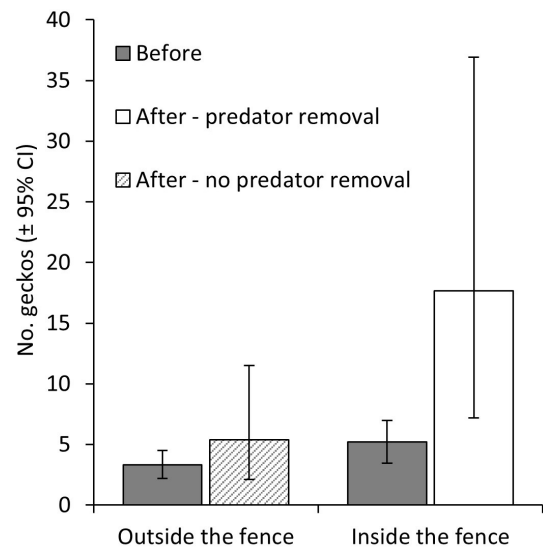 No. geckos (± 95% CI)
40
35
30
25
20
15
10
5
0
Before
After - predator removal
After - no predator removal
Outside the fence
Inside the fence